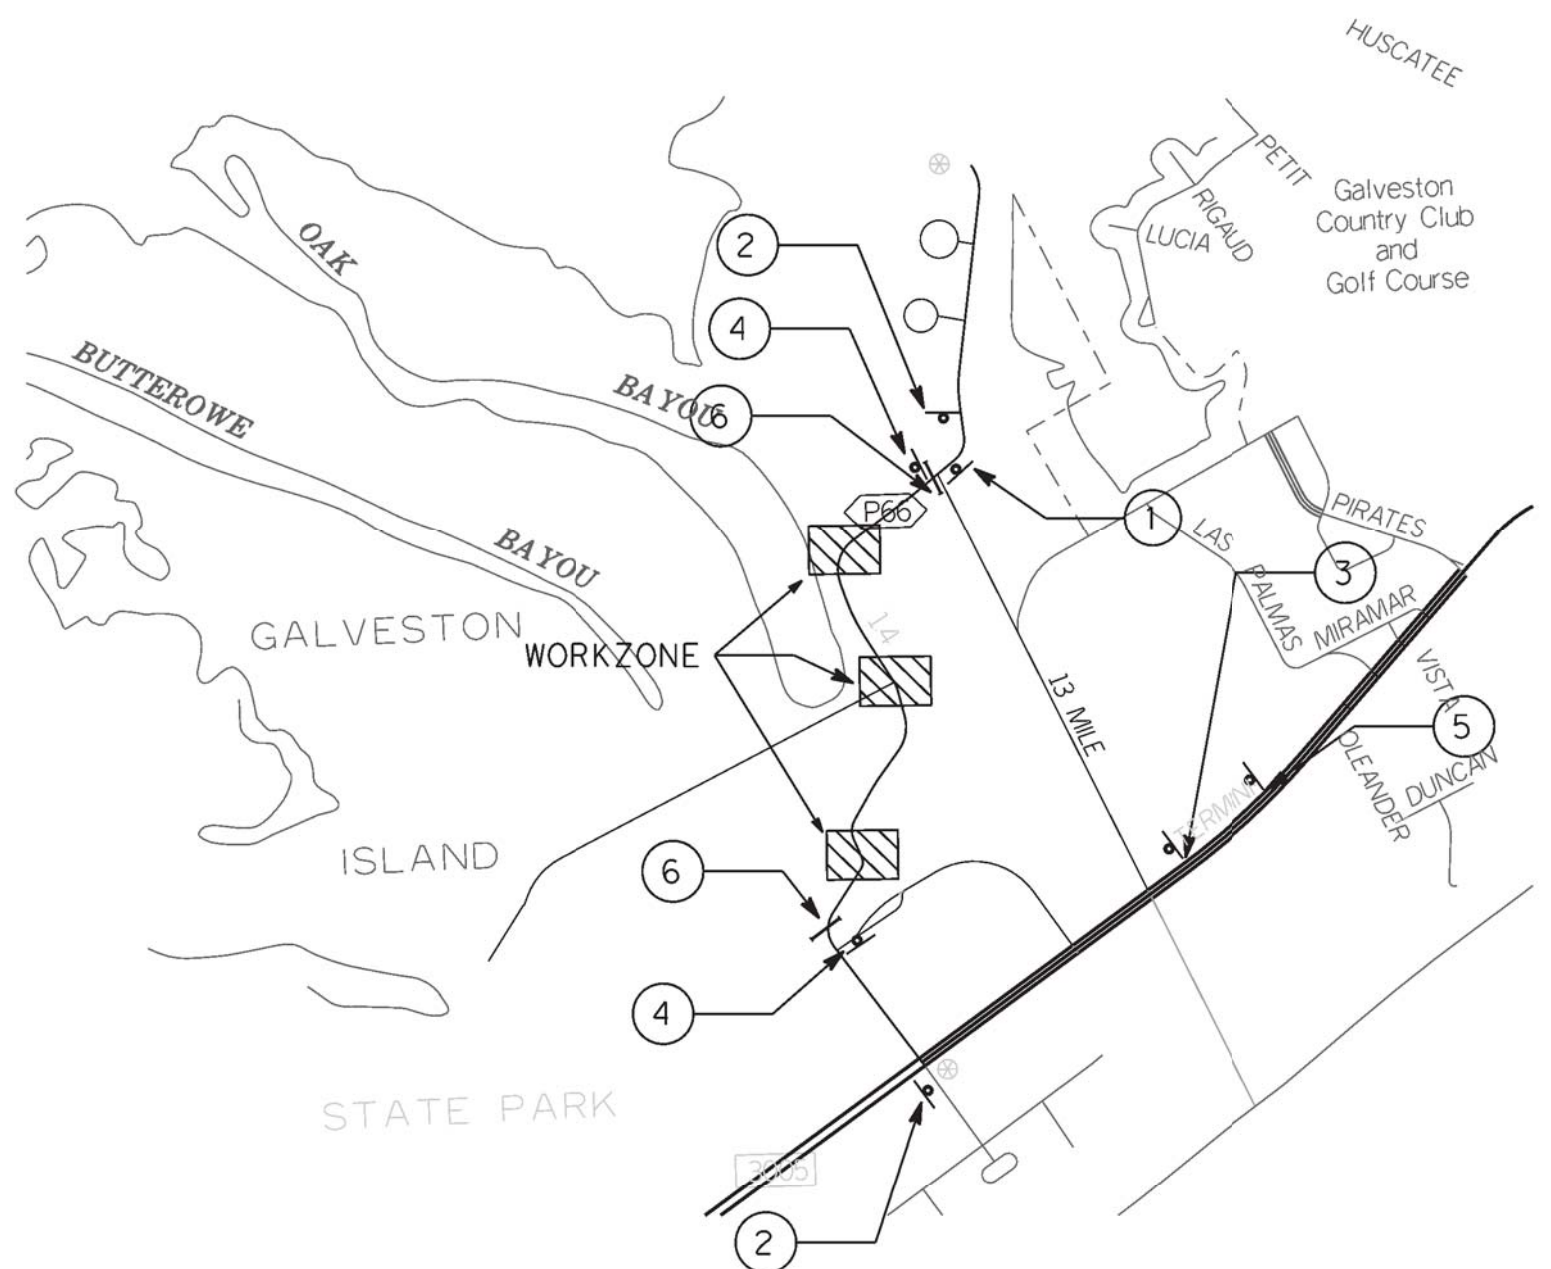 HUSCATEE
PETIT
RIGAUD
LUCIA
Galveston
Country Club
and
Golf Course
OAK
BAYOU
2
4
6
BUTTEROWE
BAYOU
P66
1
LAS
PALMAS
PIRATES
3
MIRAMAR
VISTA
GALVESTON
WORKZONE
14
13 MILE
5
OLEANDER
DUNCAN
TERMINI
ISLAND
6
4
STATE PARK
3005
2